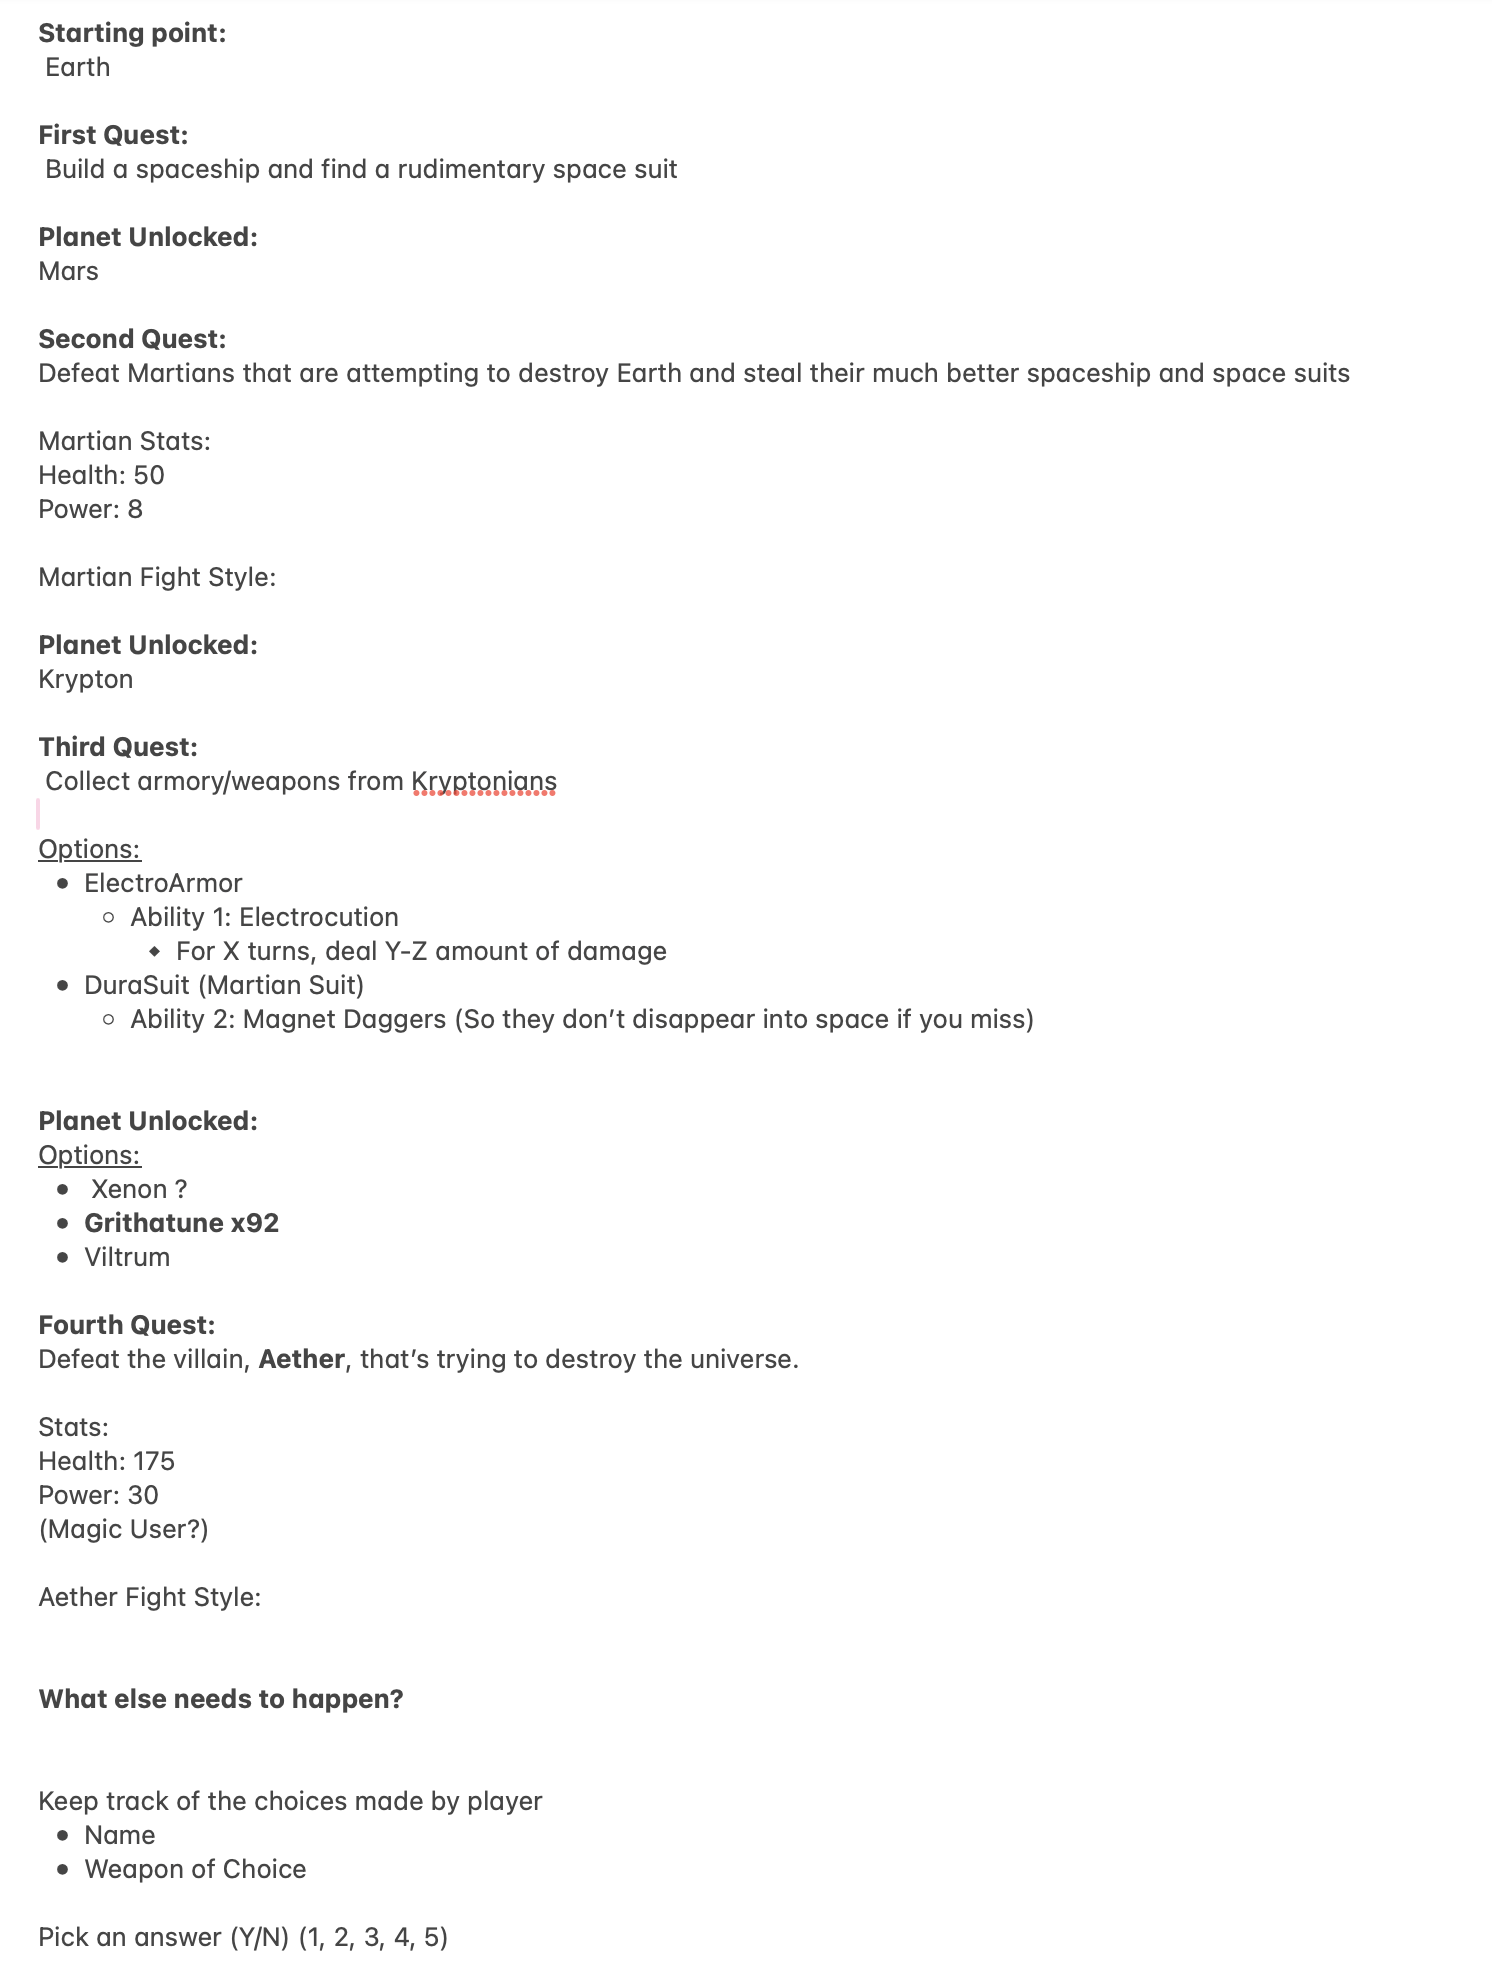 Starting point:
Earth
First Quest:
Build a spaceship and find a rudimentary space suit
Planet Unlocked:
Mars
Second Quest:
Defeat Martians that are attempting to destroy Earth and steal their much better spaceship and space suits
Martian Stats:
Health: 50
Power: 8
Martian Fight Style:
Planet Unlocked:
Krypton
Third Quest:
Collect armory/weapons from Kryptonians
Options:
• ElectroArmor
◦ Ability 1: Electrocution
◆ For X turns, deal Y-Z amount of damage
• DuraSuit (Martian Suit)
◦ Ability 2: Magnet Daggers (So they don’t disappear into space if you miss)
Planet Unlocked:
Options:
• Xenon ?
• Grithatune x92
• Viltrum
Fourth Quest:
Defeat the villain, Aether, that’s trying to destroy the universe.
Stats:
Health: 175
Power: 30
(Magic User?)
Aether Fight Style:
What else needs to happen?
Keep track of the choices made by player
• Name
• Weapon of Choice
Pick an answer (Y/N) (1, 2, 3, 4, 5)